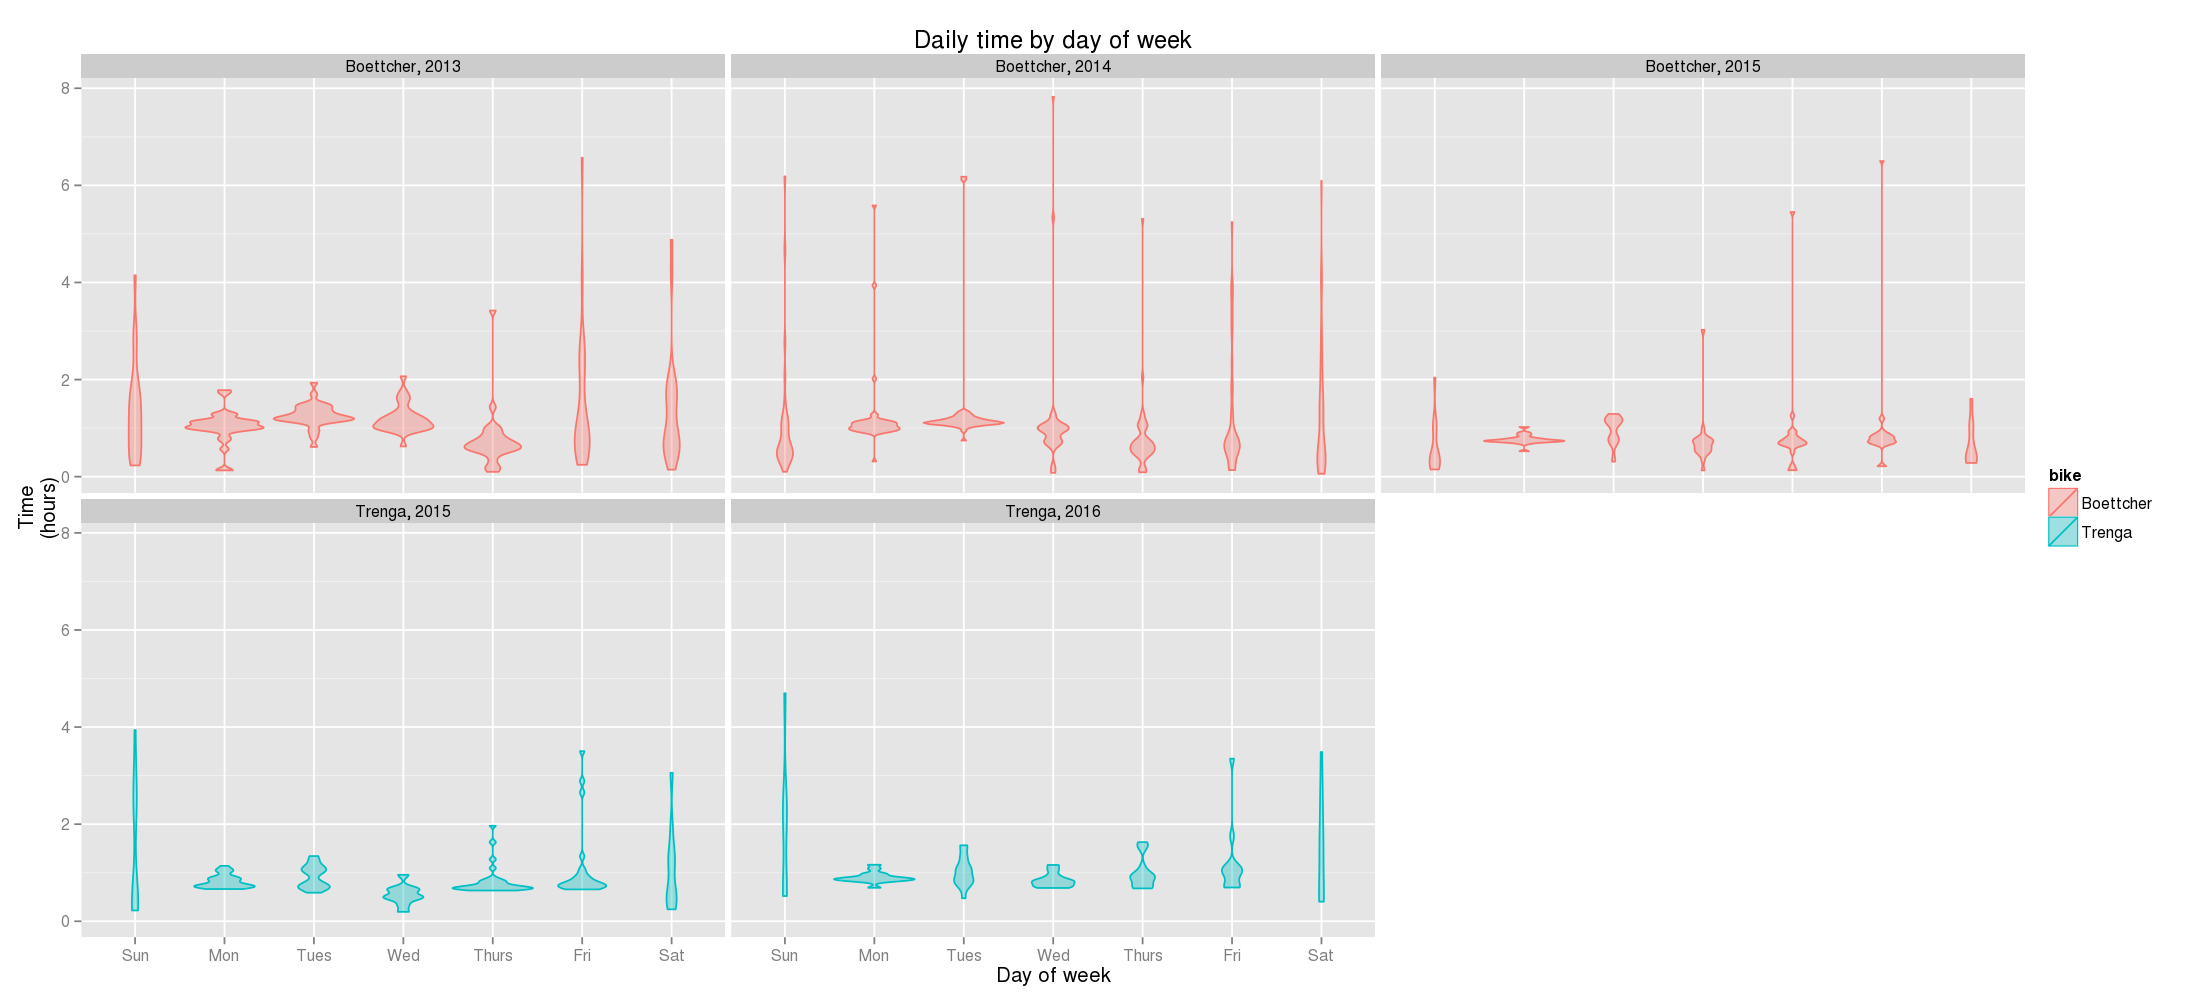 Daily time by day of week
Boettcher, 2013
Boettcher, 2014
Boettcher, 2015
8
6
4
2
0
Trenga, 2015
Trenga, 2016
8
6
4
2
0
Time
(hours)
Sun Mon Tues Wed Thurs Fri Sat
Sun Mon Tues Wed Thurs Fri Sat
Day of week
bike
Boettcher
Trenga